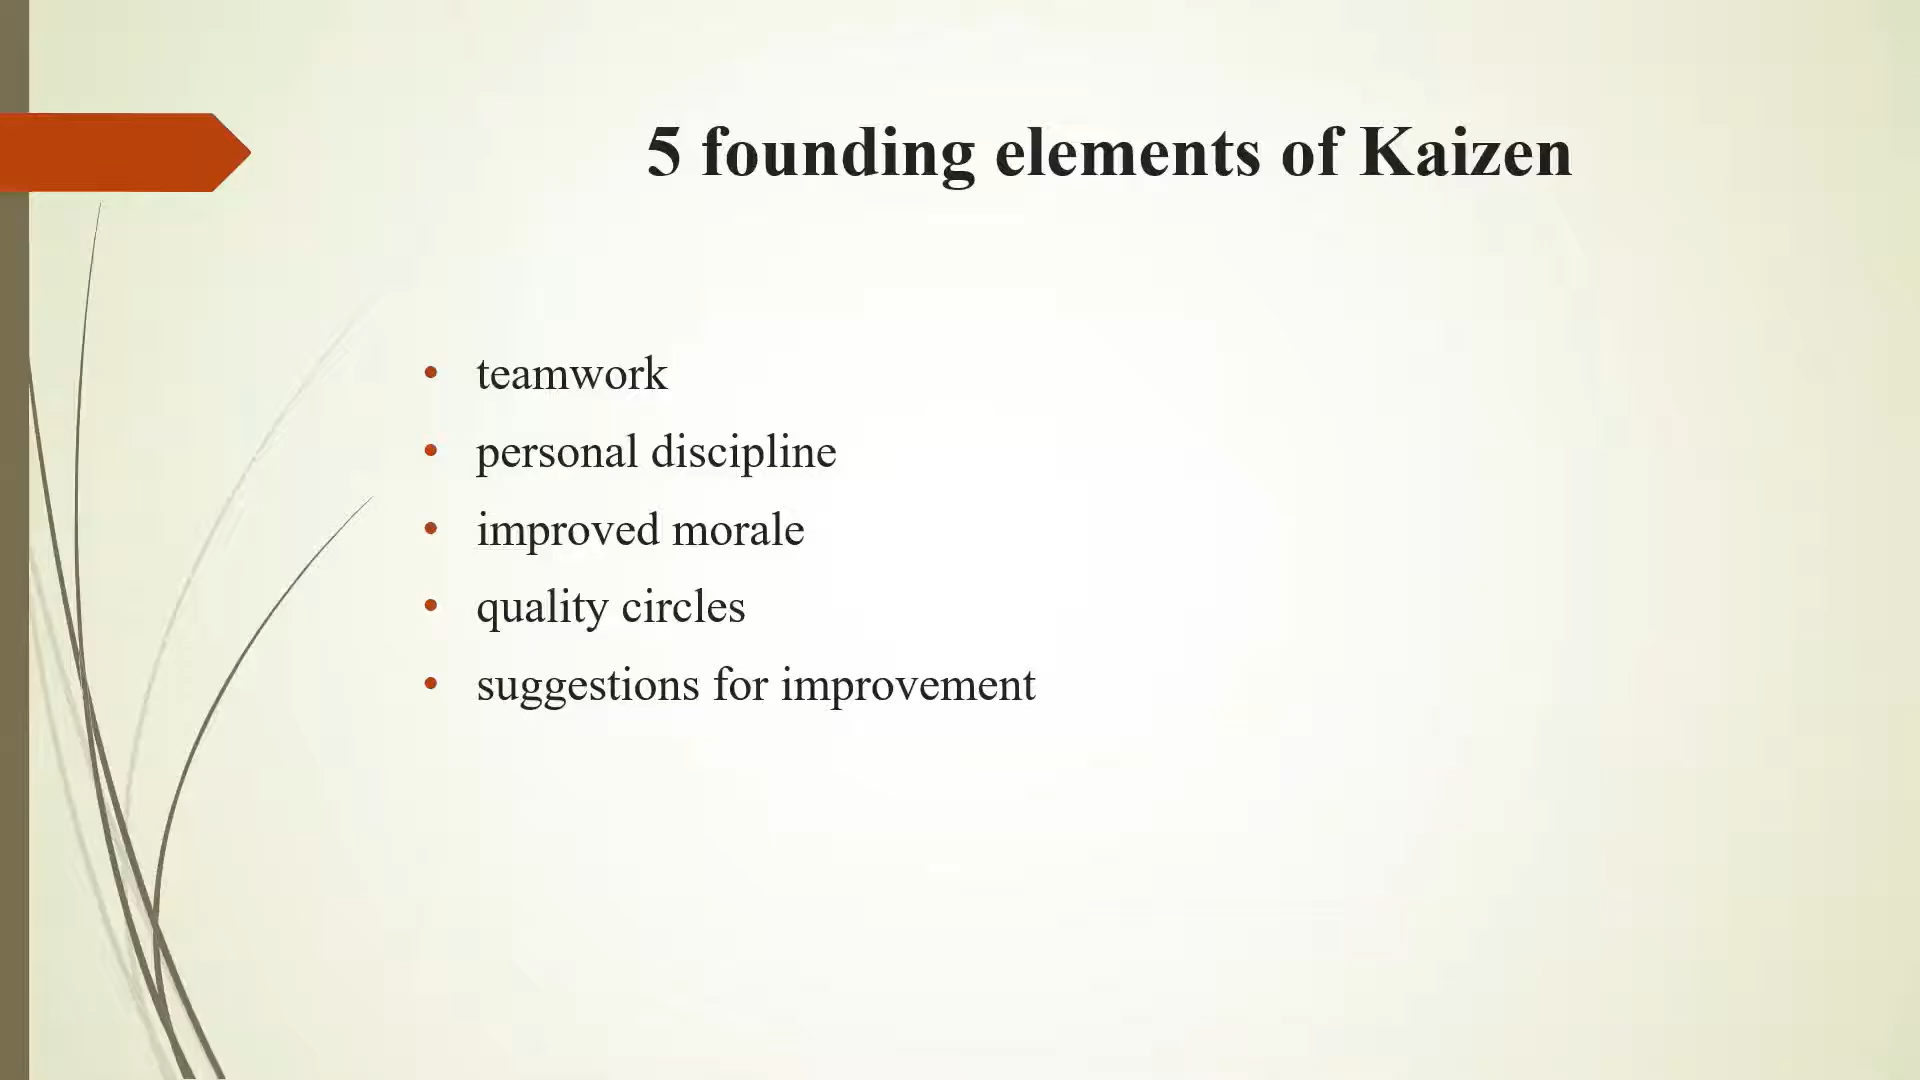 5 founding elements of Kaizen
• teamwork
• personal discipline
• improved morale
• quality circles
• suggestions for improvement